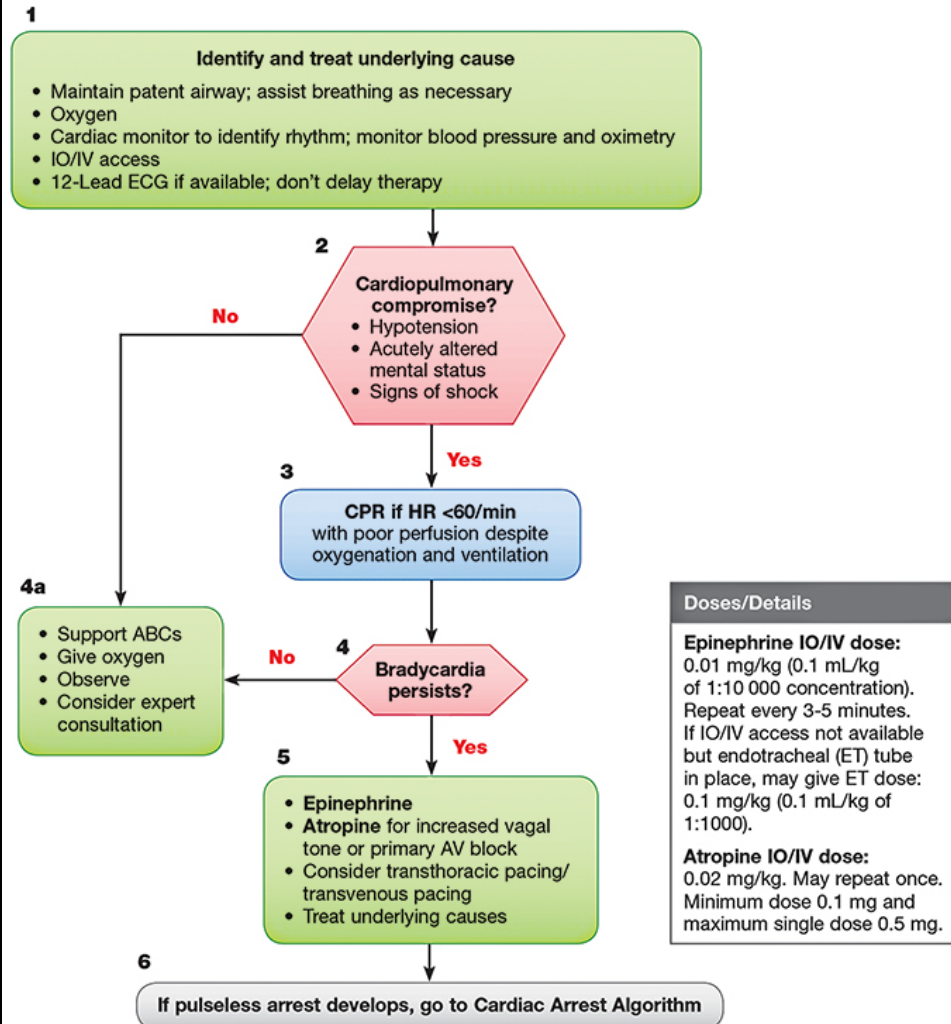 1
Identify and treat underlying cause
• Maintain patent airway; assist breathing as necessary
• Oxygen
• Cardiac monitor to identify rhythm; monitor blood pressure and oximetry
• IO/IV access
• 12-Lead ECG if available; don't delay therapy
2
Cardiopulmonary
compromise?
• Hypotension
• Acutely altered
mental status
• Signs of shock
No
Yes
3
CPR if HR <60/min
with poor perfusion despite
oxygenation and ventilation
4a
• Support ABCs
• Give oxygen
• Observe
• Consider expert
consultation
No
4
Bradycardia
persists?
Yes
5
• Epinephrine
• Atropine for increased vagal
tone or primary AV block
• Consider transthoracic pacing/
transvenous pacing
• Treat underlying causes
6
If pulseless arrest develops, go to Cardiac Arrest Algorithm
Doses/Details
Epinephrine IO/IV dose:
0.01 mg/kg (0.1 mL/kg
of 1:10 000 concentration).
Repeat every 3-5 minutes.
If IO/IV access not available
but endotracheal (ET) tube
in place, may give ET dose:
0.1 mg/kg (0.1 mL/kg of
1:1000).
Atropine IO/IV dose:
0.02 mg/kg. May repeat once.
Minimum dose 0.1 mg and
maximum single dose 0.5 mg.